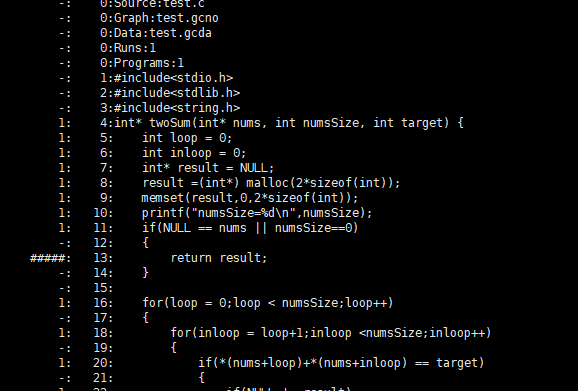 -:    0:Source:test.c
-:    0:Graph:test.gcno
-:    0:Data:test.gcda
-:    0:Runs:1
-:    0:Programs:1
-:    1:#include<stdio.h>
-:    2:#include<stdlib.h>
-:    3:#include<string.h>
1:    4:int* twoSum(int* nums, int numsSize, int target) {
1:    5:    int loop = 0;
1:    6:    int inloop = 0;
1:    7:    int* result = NULL;
1:    8:    result =(int*) malloc(2*sizeof(int));
1:    9:    memset(result,0,2*sizeof(int));
1:   10:    printf("numsSize=%d\n",numsSize);
1:   11:    if(NULL == nums || numsSize==0)
-:   12:    {
#####:   13:        return result;
-:   14:    }
-:   15:
1:   16:    for(loop = 0;loop < numsSize;loop++)
-:   17:    {
1:   18:        for(inloop = loop+1;inloop <numsSize;inloop++)
-:   19:        {
1:   20:            if(*(nums+loop)+*(nums+inloop) == target)
-:   21:            {